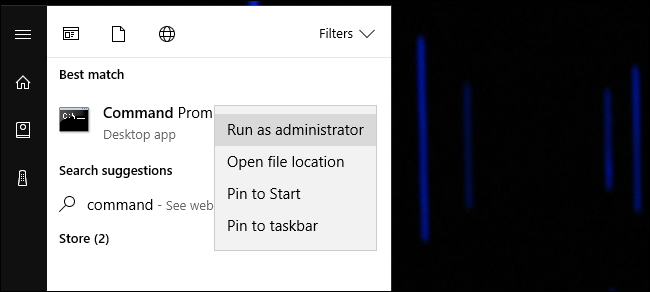 Filters
Best match
Command Prom
Desktop app
Run as administrator
Open file location
Pin to Start
Pin to taskbar
Search suggestions
command - See web
Store (2)